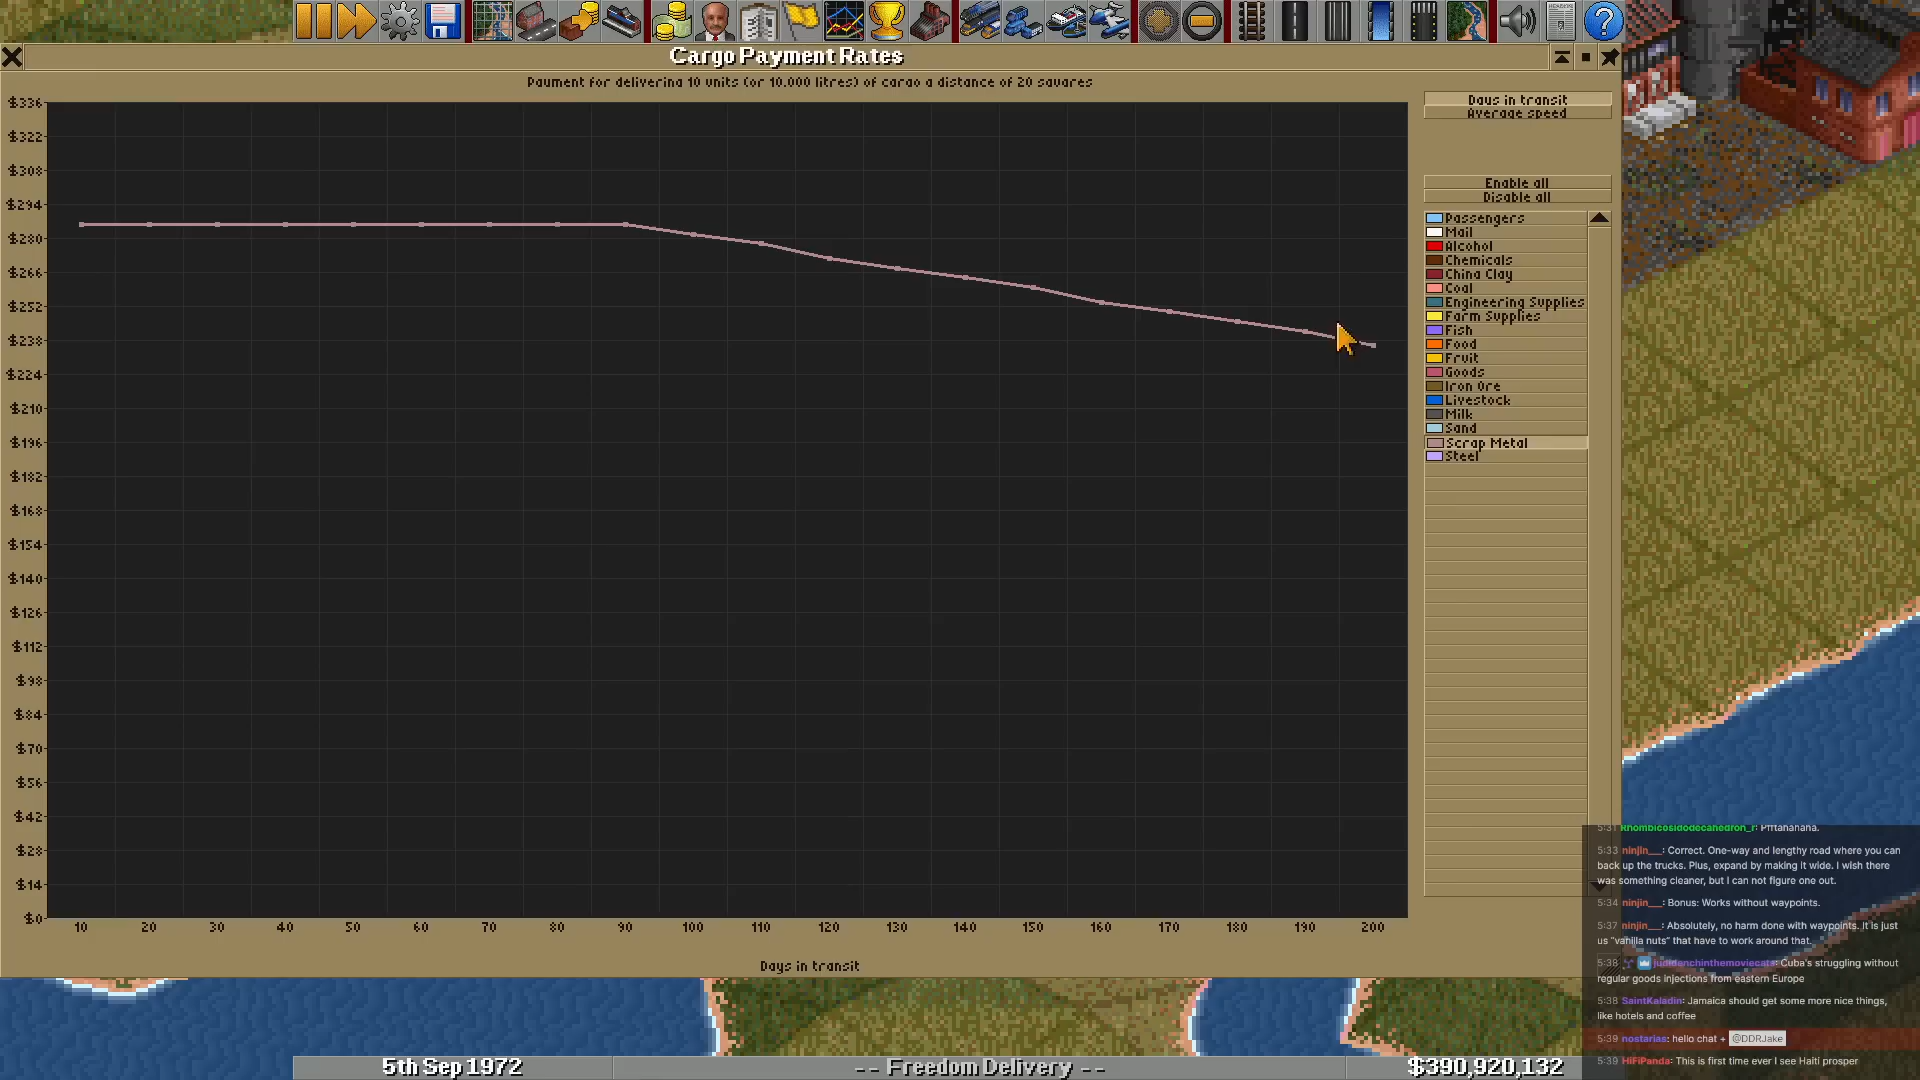 Cargo Payment Rates
Payment for delivering 10 units (or 10,000 litres) of cargo a distance of 20 squares
$336
$322
$308
$294
$280
$266
$252
$238
$224
$210
$196
$182
$168
$154
$140
$126
$112
$98
$84
$70
$56
$42
$28
$14
$0
10 20 30 40 50 60 70 80 90 100 110 120 130 140 150 160 170 180 190 200
Days in transit
Days in transit
Average speed
Enable all
Disable all
Passengers
Mail
Alcohol
Chemicals
China Clay
Coal
Engineering Supplies
Farm Supplies
Fish
Food
Fruit
Goods
Iron Ore
Livestock
Milk
Sand
Scrap Metal
Steel
5:31 Rhombicosidodecahedron_r: Pfftahahaha.
5:33 ninjin__: Correct. One-way and lengthy road where you can
back up the trucks. Plus, expand by making it wide. I wish there
was something cleaner, but I can not figure one out.
5:34 ninjin__: Bonus: Works without waypoints.
5:37 ninjin__: Absolutely, no harm done with waypoints. It is just
us "vanilla nuts" that have to work around that.
5:38 Cuba's struggling without
regular goods injections from eastern Europe
5:38 SaintKaladin: Jamaica should get some more nice things,
like hotels and coffee
5:39 nostarias: hello chat + @DDRJake
5:39 HiFiPanda: This is first time ever I see Haiti prosper
5th Sep 1972
-- Freedom Delivery --
$390,920,132